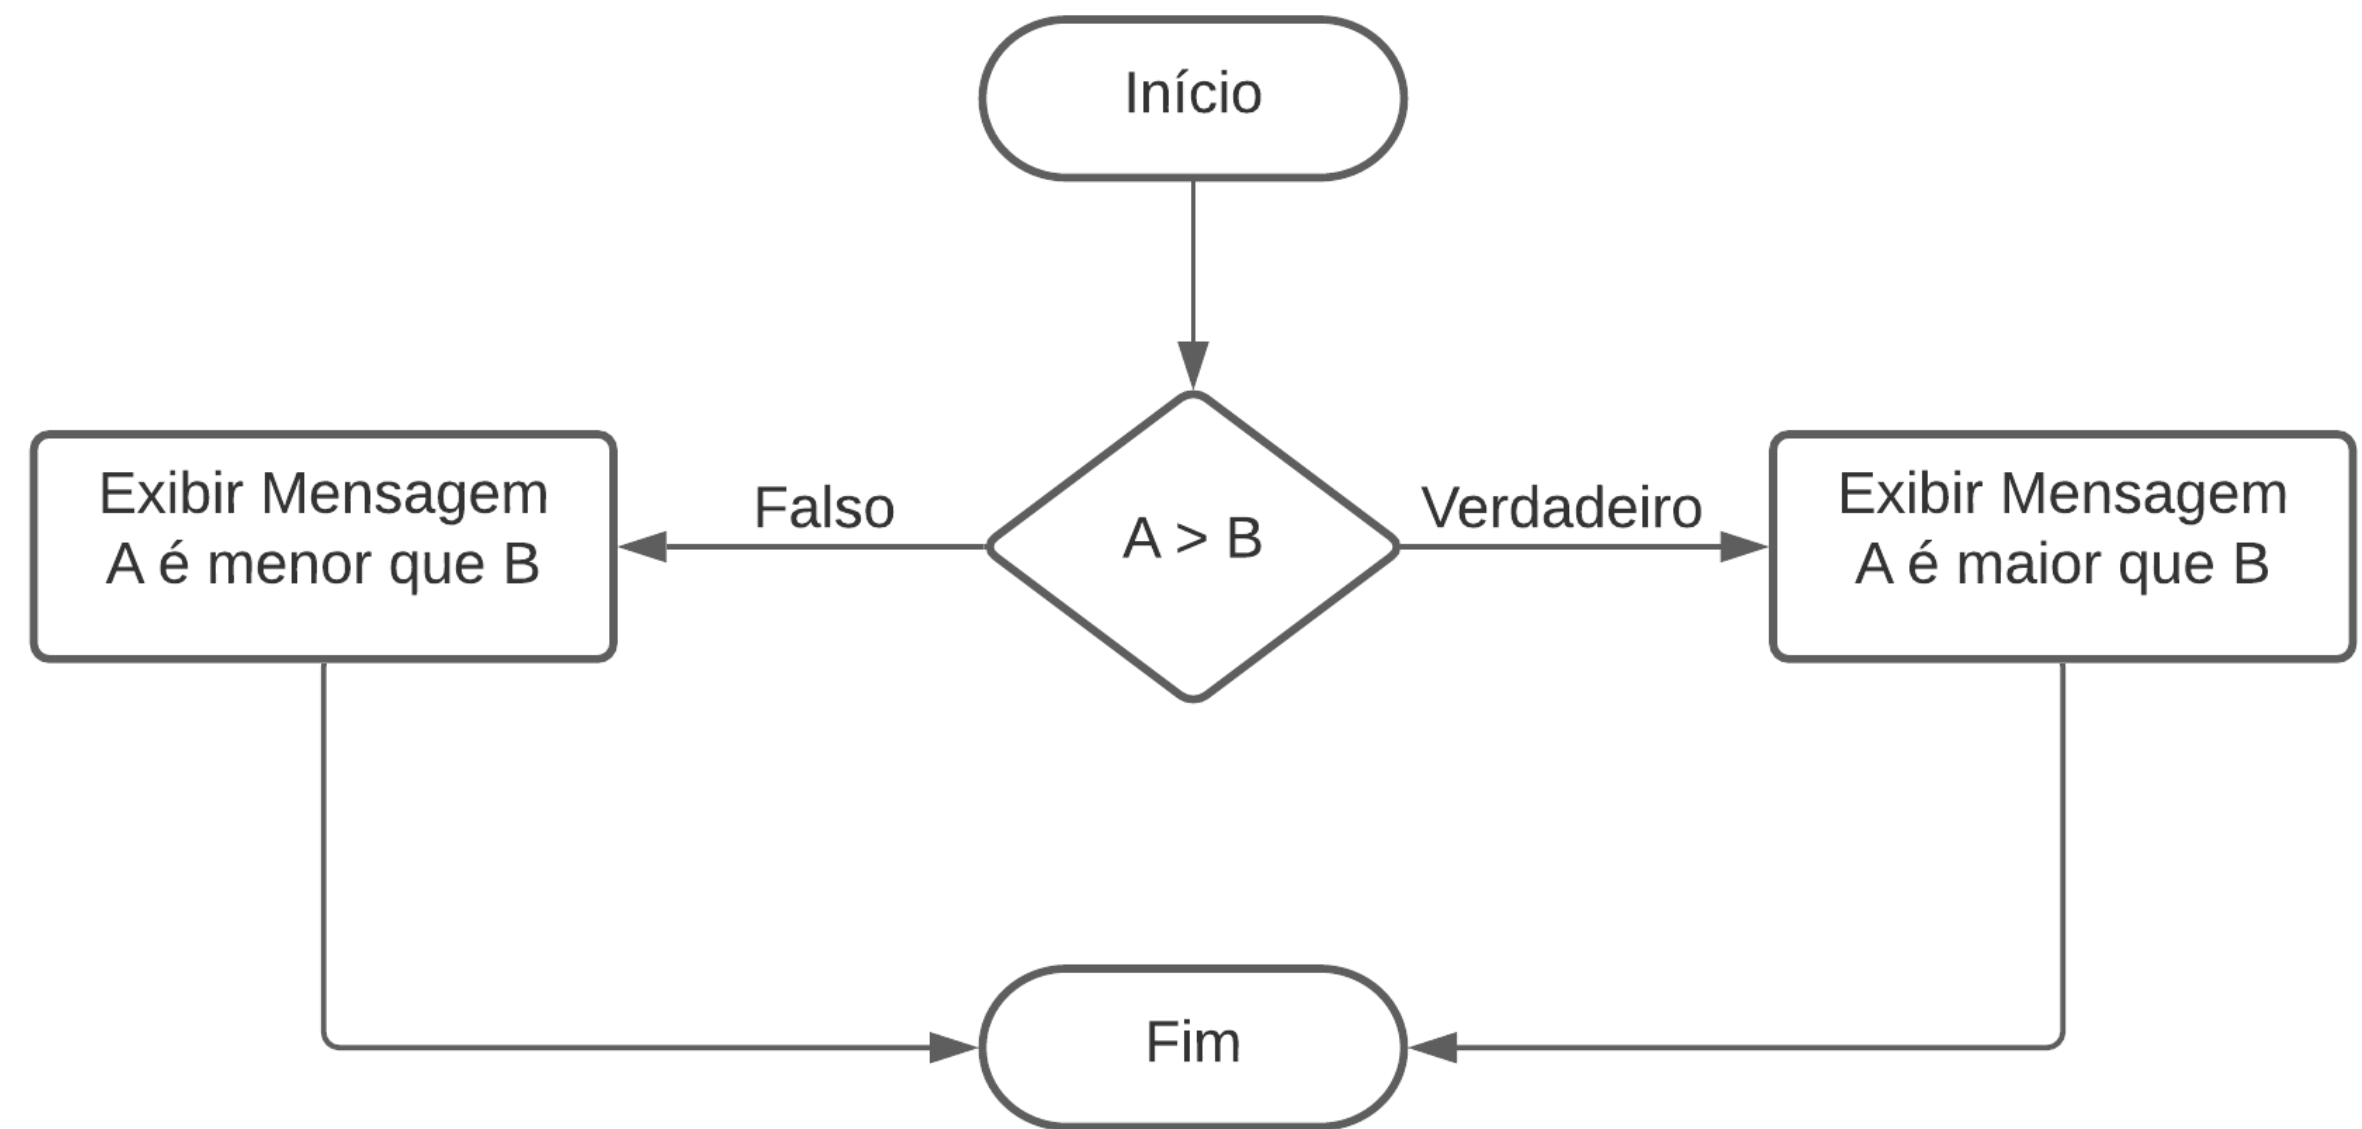 Início
Exibir Mensagem
A é menor que B
Falso
A > B
Verdadeiro
Exibir Mensagem
A é maior que B
Fim